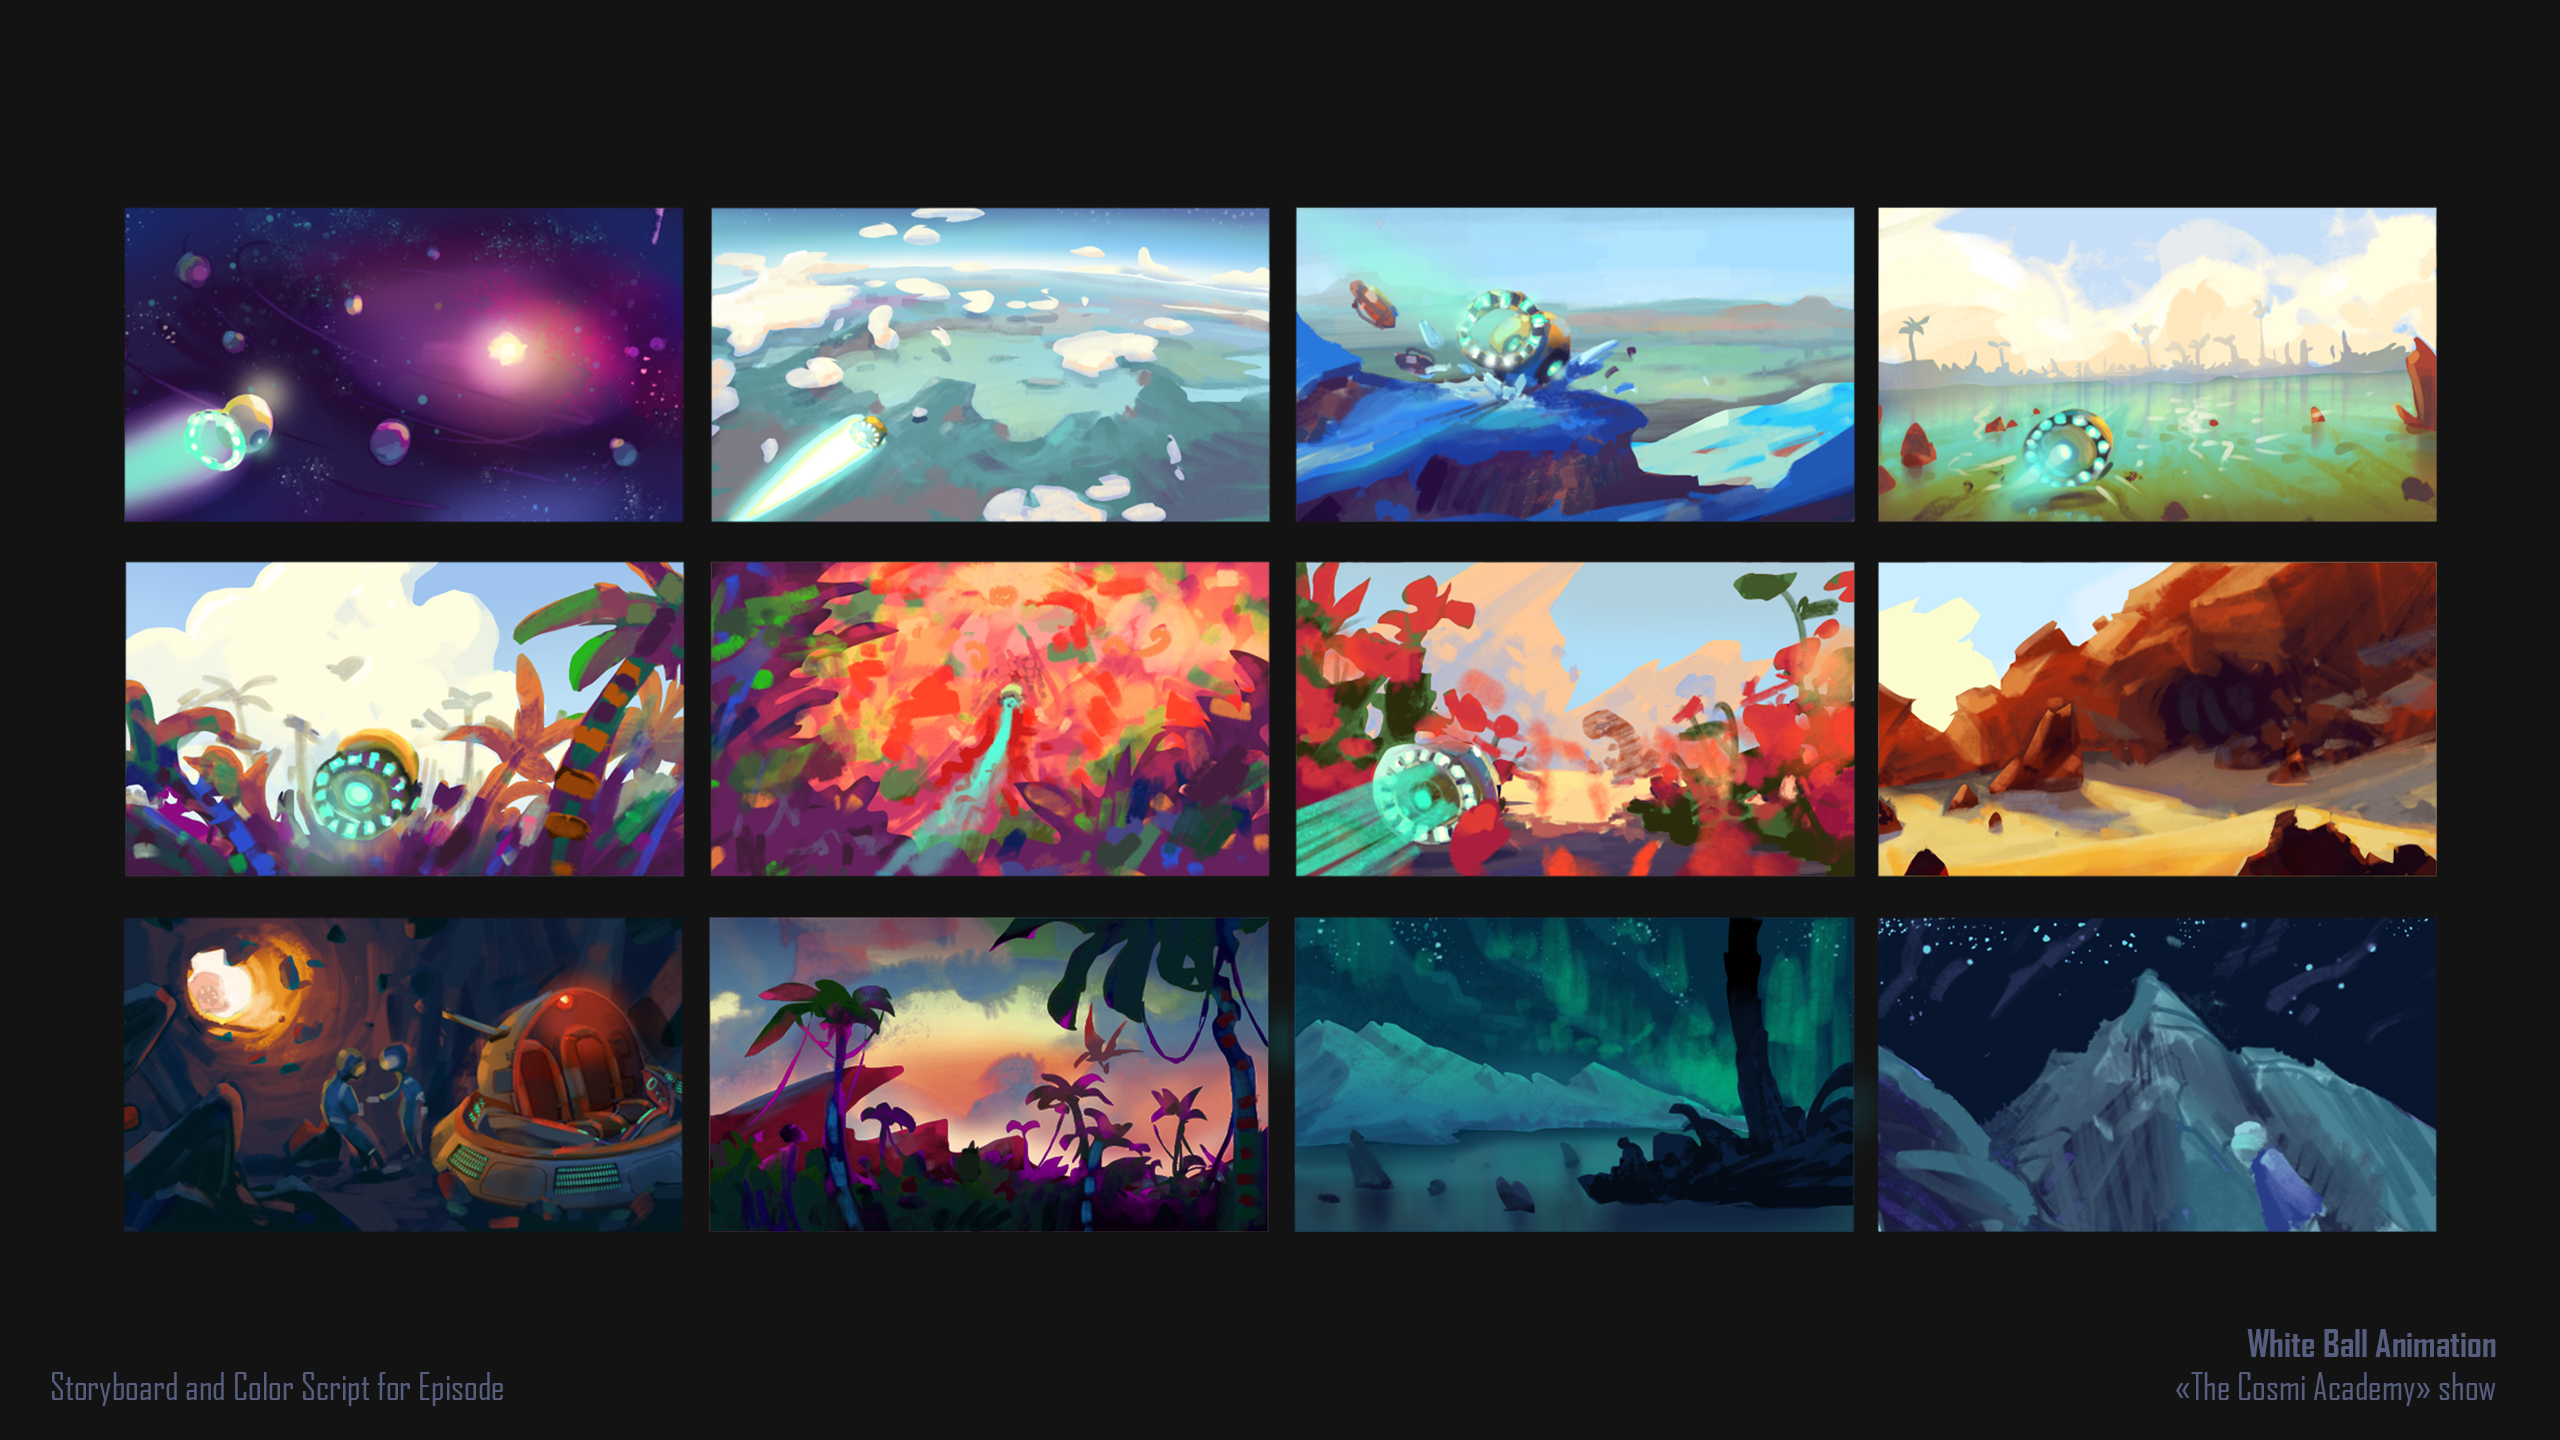 Storyboard and Color Script for Episode
White Ball Animation
«The Cosmi Academy» show